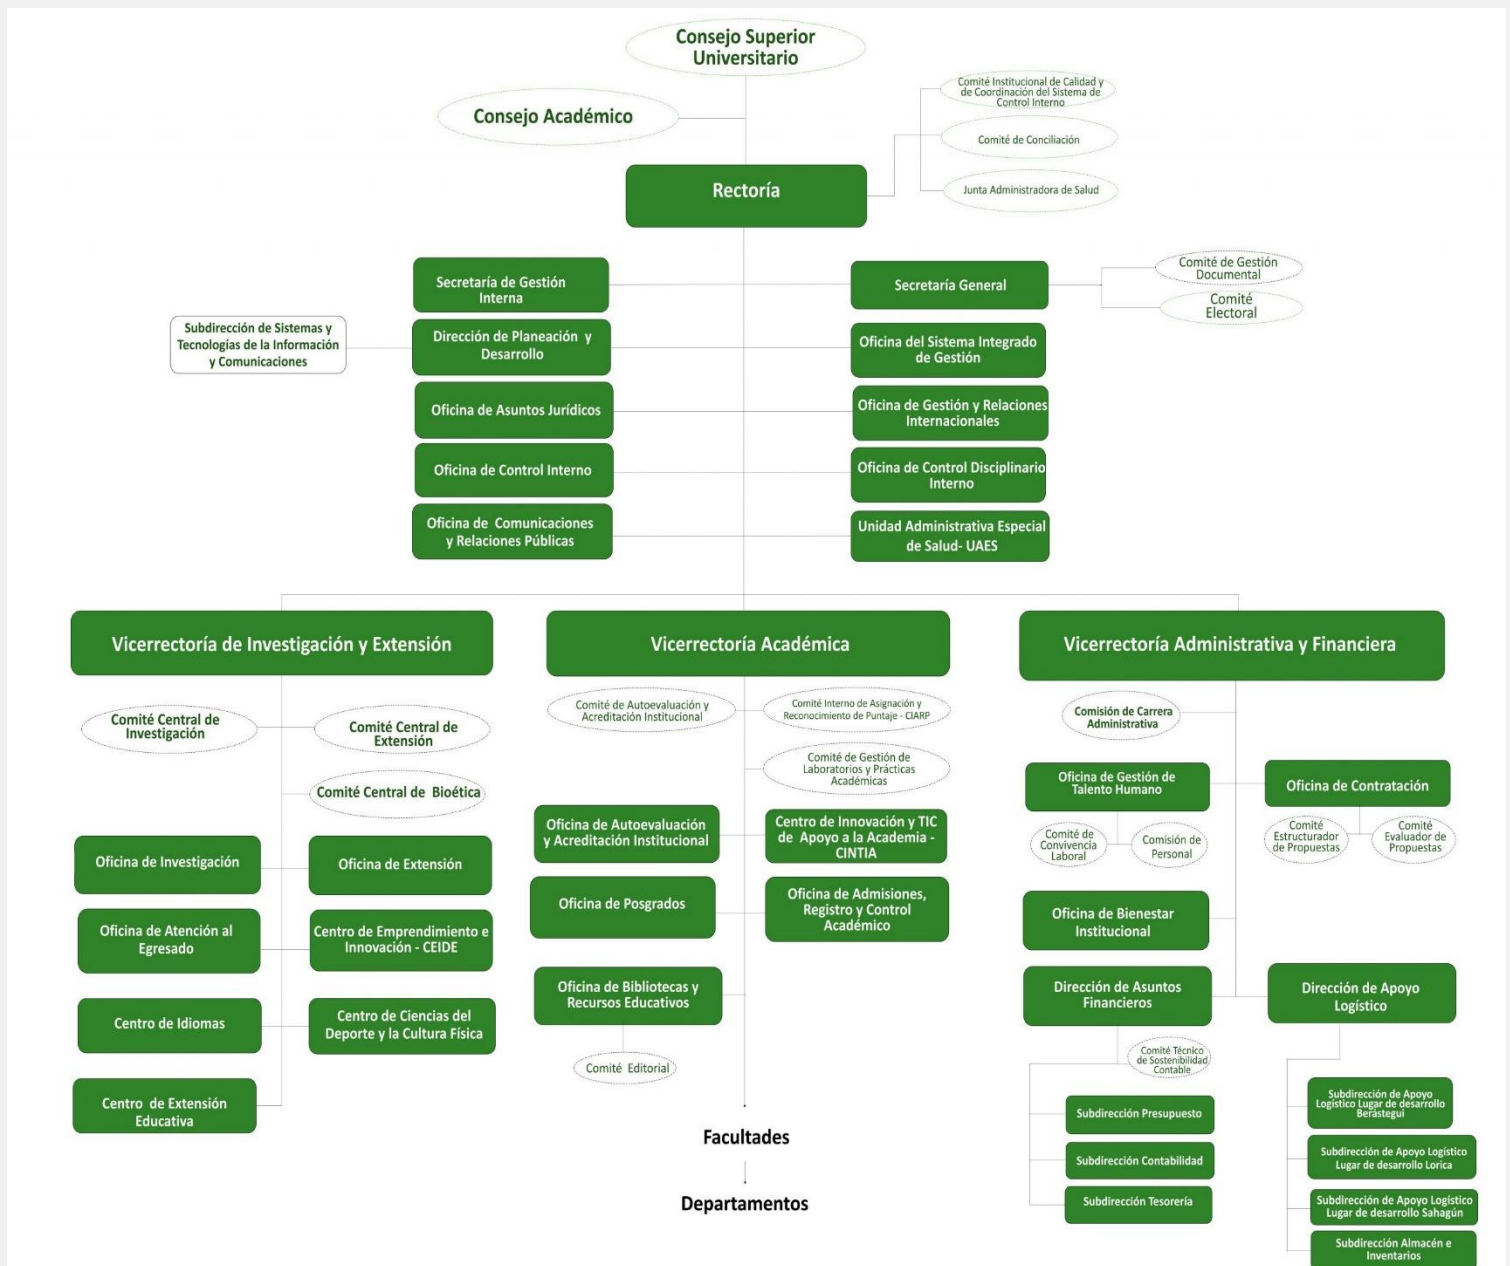 Consejo Superior
Universitario
Consejo Académico
Comité Institucional de Calidad y
de Coordinación del Sistema de
Control Interno
Comité de Conciliación
Junta Administradora de Salud
Rectoría
Secretaría de Gestión
Interna
Secretaría General
Comité de Gestión
Documental
Comité
Electoral
Subdirección de Sistemas y
Tecnologías de la Información
y Comunicaciones
Dirección de Planeación y
Desarrollo
Oficina del Sistema Integrado
de Gestión
Oficina de Asuntos Jurídicos
Oficina de Gestión y Relaciones
Internacionales
Oficina de Control Interno
Oficina de Control Disciplinario
Interno
Oficina de Comunicaciones
y Relaciones Públicas
Unidad Administrativa Especial
de Salud- UAES
Vicerrectoría de Investigación y Extensión
Comité Central de
Investigación
Comité Central de
Extensión
Comité Central de Bioética
Oficina de Investigación
Oficina de Extensión
Oficina de Atención al
Egresado
Centro de Emprendimiento e
Innovación - CEIDE
Centro de Idiomas
Centro de Ciencias del
Deporte y la Cultura Física
Centro de Extensión
Educativa
Vicerrectoría Académica
Comité de Autoevaluación y
Acreditación Institucional
Comité Interno de Asignación y
Reconocimiento de Puntaje - CIARP
Comité de Gestión de
Laboratorios y Prácticas
Académicas
Oficina de Autoevaluación
y Acreditación Institucional
Centro de Innovación y TIC
de Apoyo a la Academia -
CINTIA
Oficina de Posgrados
Oficina de Admisiones,
Registro y Control
Académico
Oficina de Bibliotecas y
Recursos Educativos
Comité Editorial
Facultades
Departamentos
Vicerrectoría Administrativa y Financiera
Comisión de Carrera
Administrativa
Oficina de Gestión de
Talento Humano
Oficina de Contratación
Comité de
Convivencia
Laboral
Comisión de
Personal
Comité
Estructurador
de Propuestas
Comité
Evaluador de
Propuestas
Oficina de Bienestar
Institucional
Dirección de Asuntos
Financieros
Dirección de Apoyo
Logístico
Comité Técnico
de Sostenibilidad
Contable
Subdirección Presupuesto
Subdirección Contabilidad
Subdirección Tesorería
Subdirección de Apoyo
Logístico Lugar de desarrollo
Berástegui
Subdirección de Apoyo Logístico
Lugar de desarrollo Lorica
Subdirección de Apoyo Logístico
Lugar de desarrollo Sahagún
Subdirección Almacén e
Inventarios